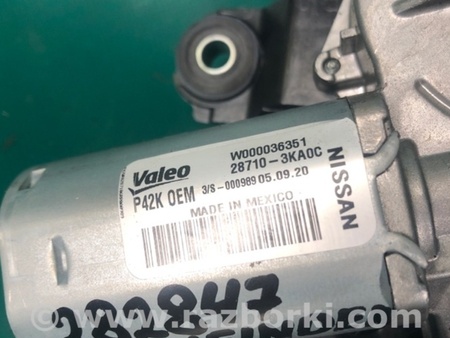 Valeo
W000036351
28710-3KA0C
P42K OEM 3/S-000989 05.09.20
MADE IN MEXICO
NISSAN
© www.razborki.com